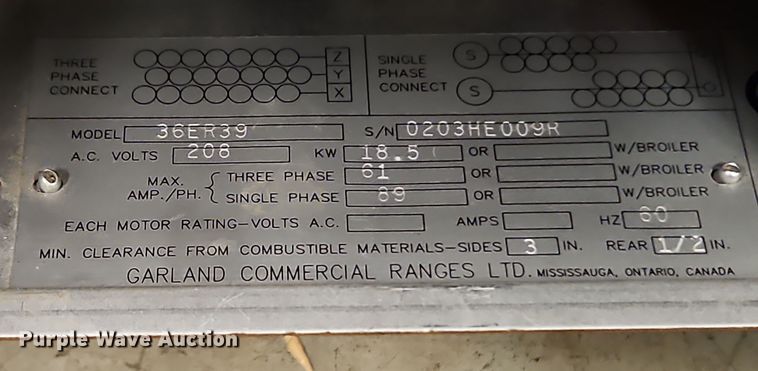 THREE PHASE CONNECT Z Y X
SINGLE PHASE CONNECT S S
MODEL 36ER39 S/N 0203HE009R
A.C. VOLTS 208 KW 18.5 OR W/BROILER
MAX. AMP./PH. { THREE PHASE 61 OR W/BROILER
SINGLE PHASE 89 OR W/BROILER
EACH MOTOR RATING-VOLTS A.C. AMPS HZ 60
MIN. CLEARANCE FROM COMBUSTIBLE MATERIALS-SIDES 3 IN. REAR 1/2 IN.
GARLAND COMMERCIAL RANGES LTD. MISSISSAUGA, ONTARIO, CANADA
Purple Wave Auction